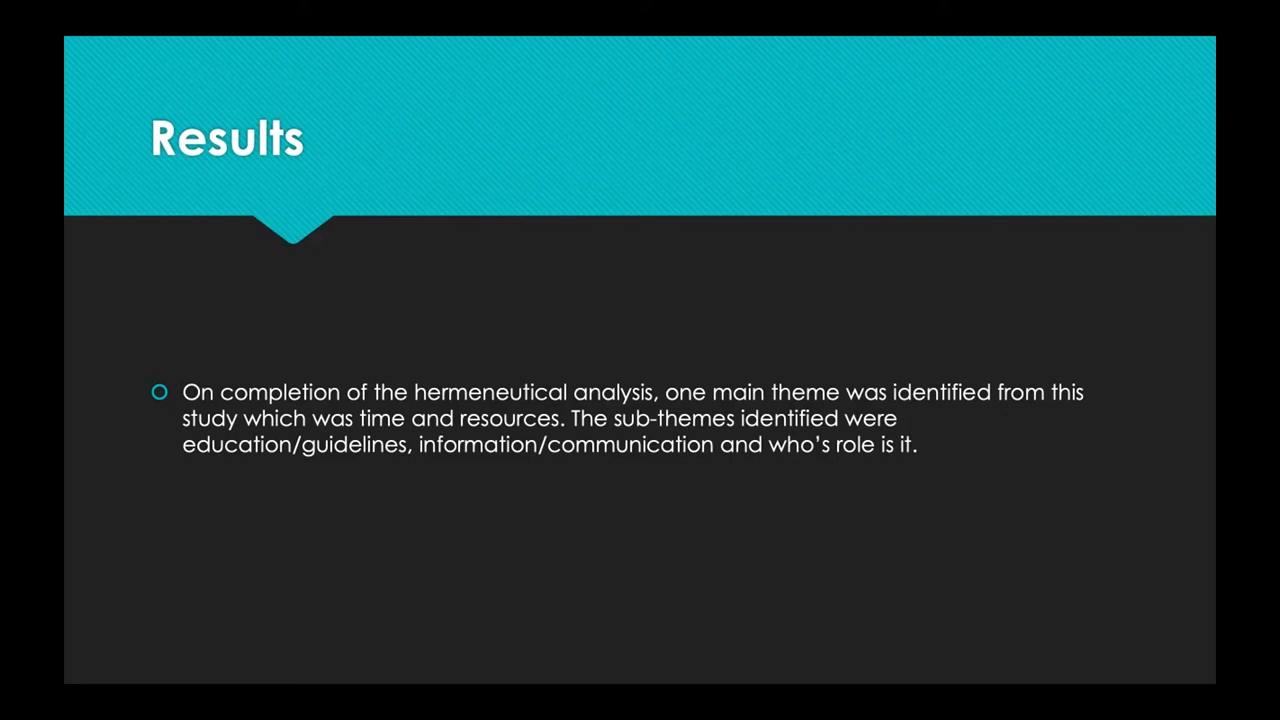 Results
On completion of the hermeneutical analysis, one main theme was identified from this
study which was time and resources. The sub-themes identified were
education/guidelines, information/communication and who’s role is it.